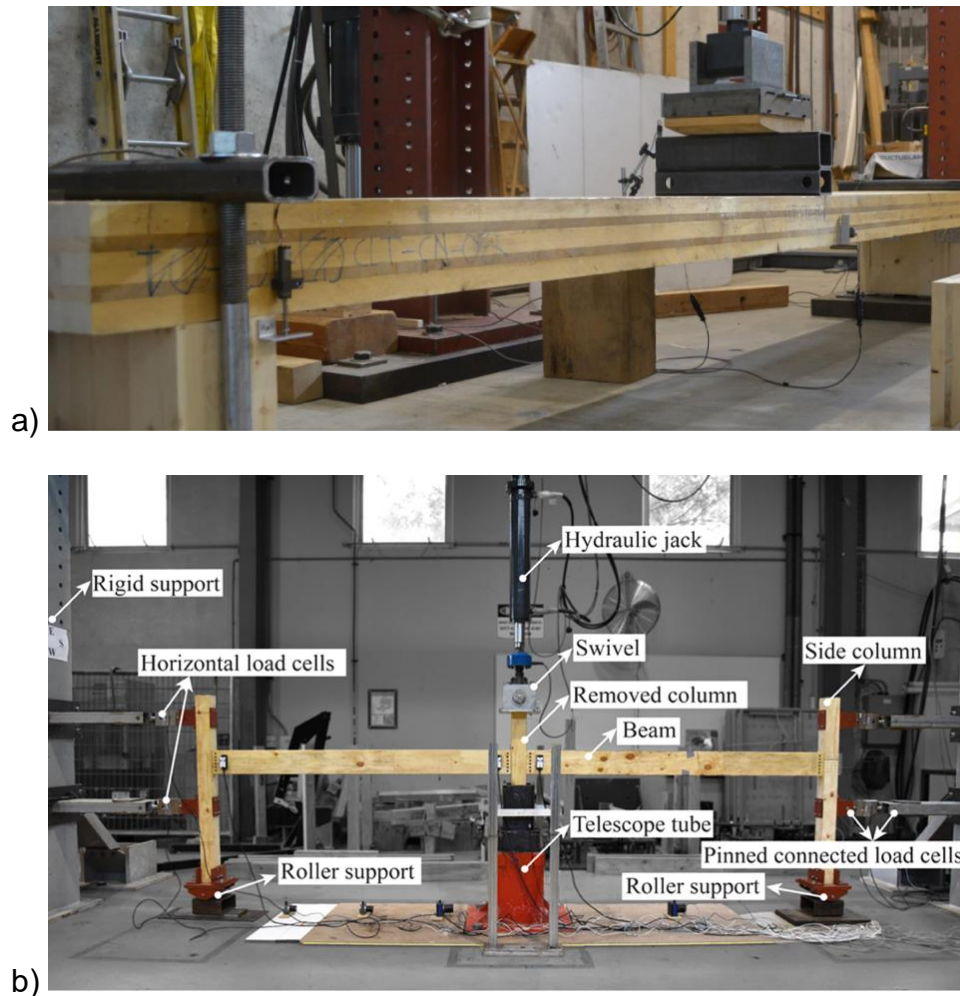 a)
Rigid support
Horizontal load cells
Hydraulic jack
Swivel
Removed column
Side column
Beam
Telescope tube
Pinned connected load cells
Roller support
Roller support
b)